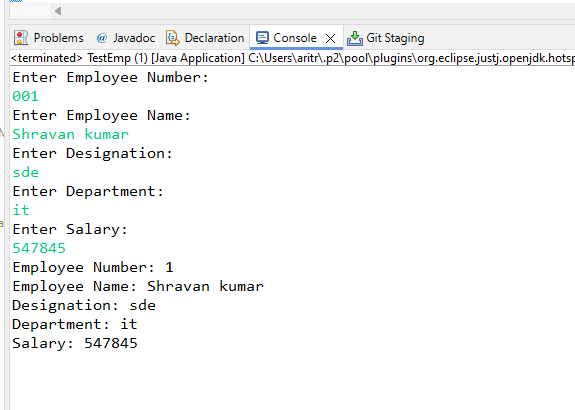 Problems @ Javadoc Declaration Console Git Staging
<terminated> TestEmp (1) [Java Application] C:\Users\aritr\.p2\pool\plugins\org.eclipse.justj.openjdk.hotsp
Enter Employee Number:
001
Enter Employee Name:
Shravan kumar
Enter Designation:
sde
Enter Department:
it
Enter Salary:
547845
Employee Number: 1
Employee Name: Shravan kumar
Designation: sde
Department: it
Salary: 547845